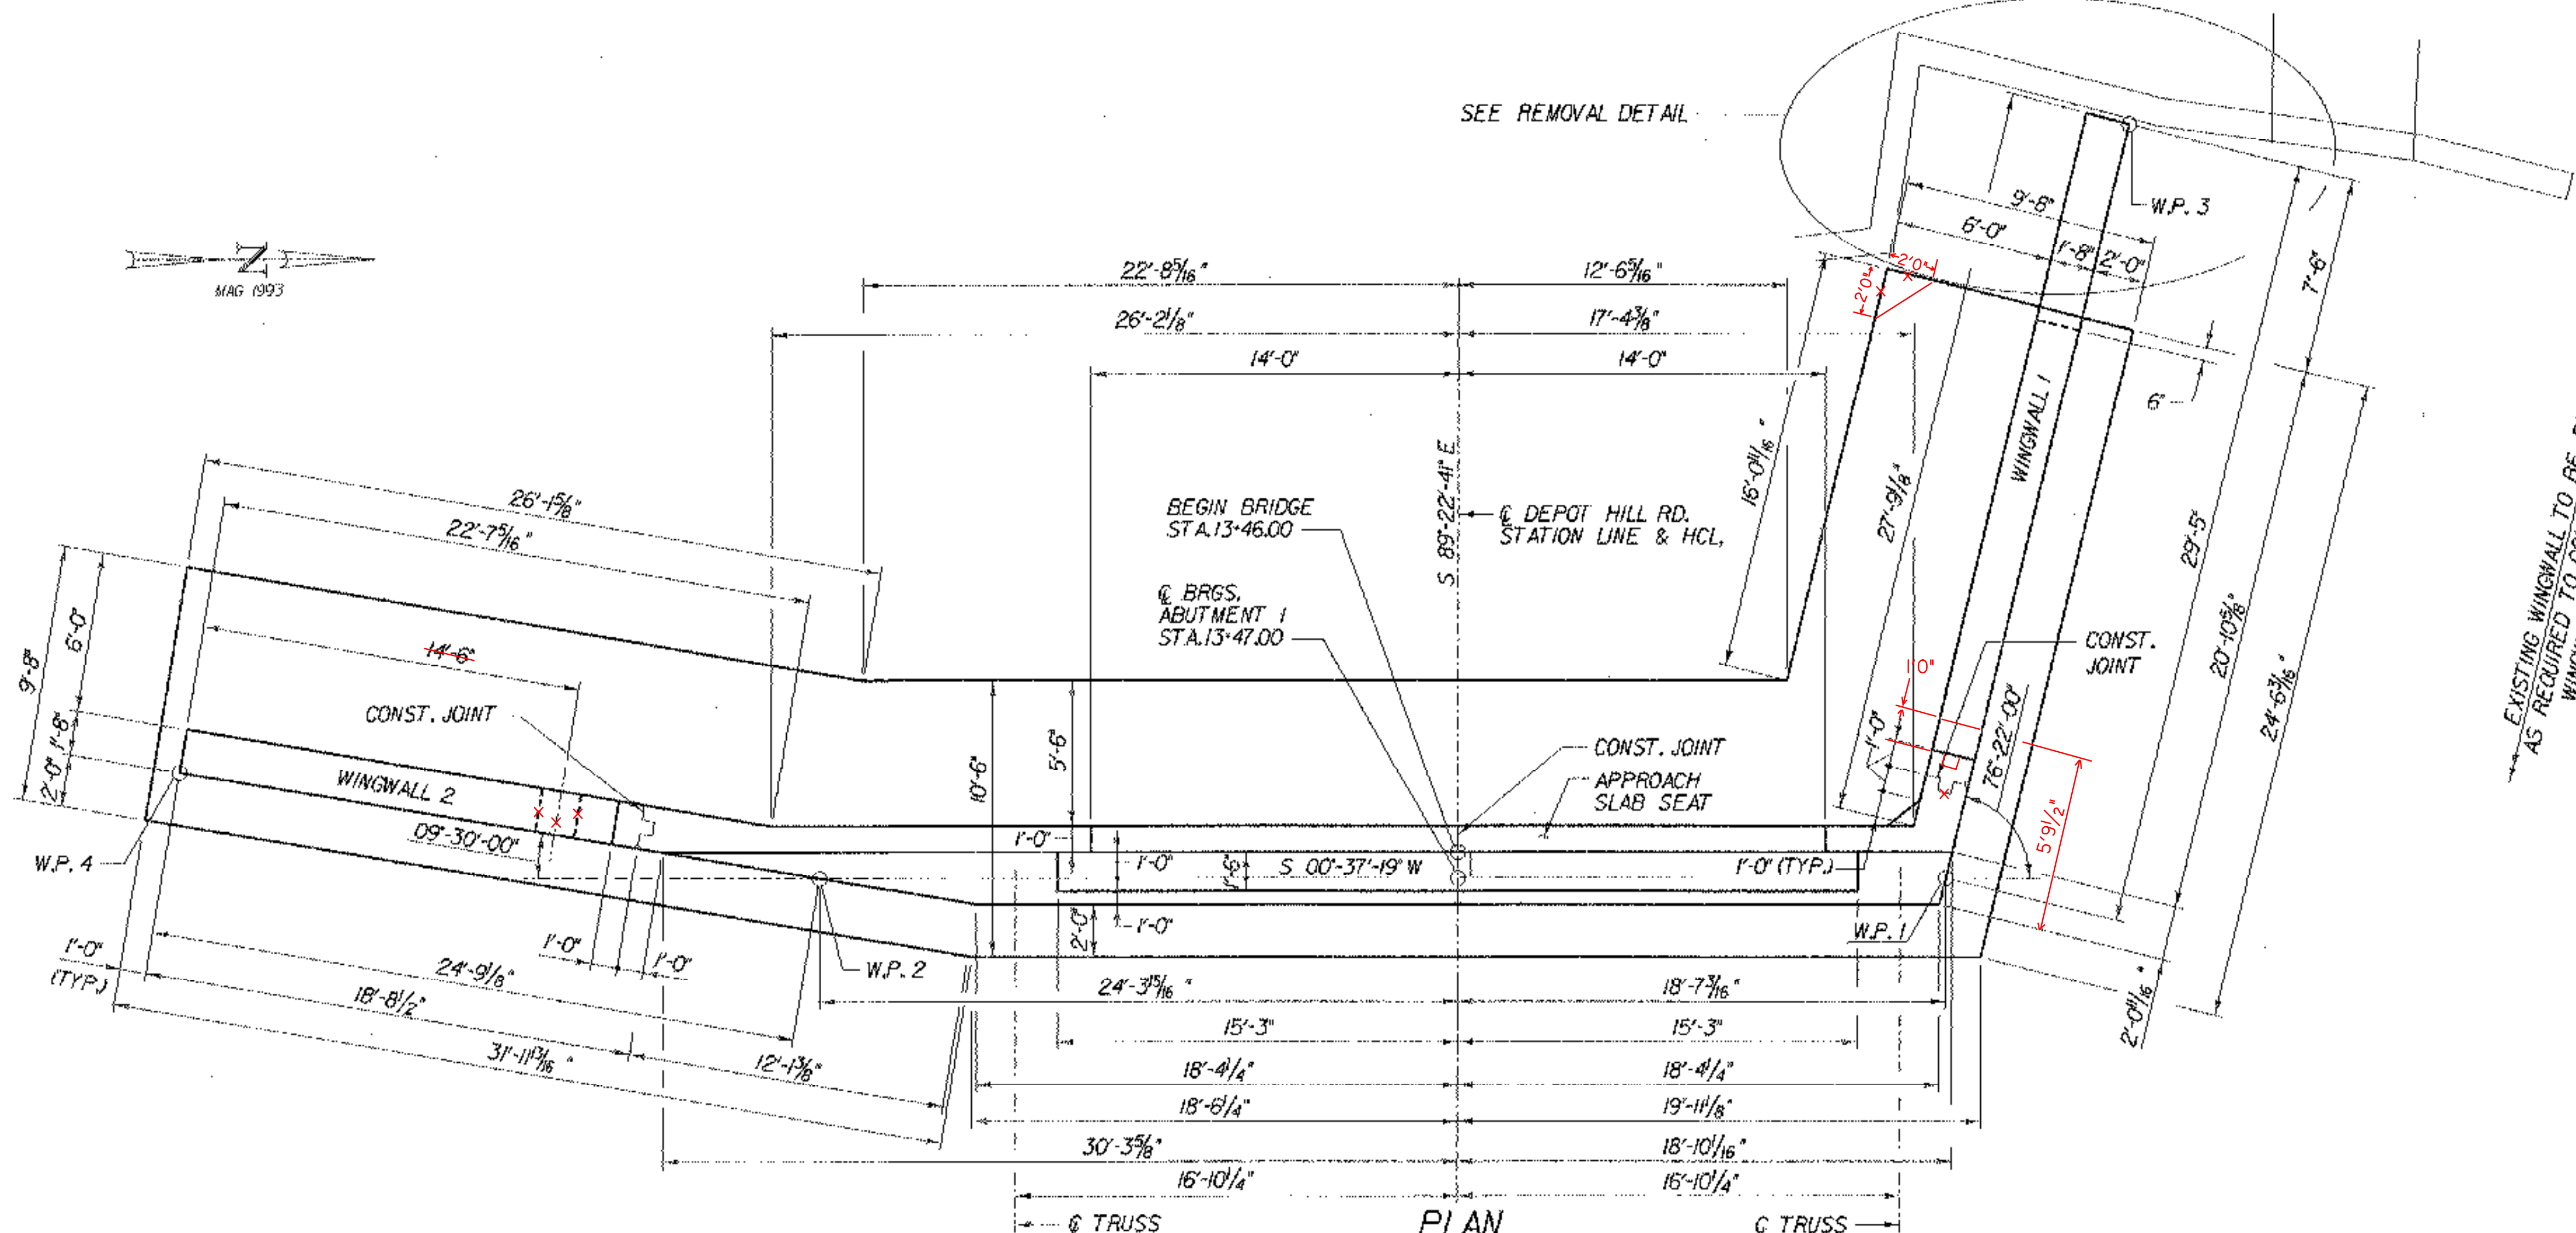 SEE REMOVAL DETAIL
W.P. 3
9'-8"
6'-0"
1'-8"
2'-0"
7'-6"
N
MAG 1993
22'-8 5/16"
12'-6 5/16"
2'0"
2'0"
26'-2 1/8"
17'-4 3/8"
14'-0"
14'-0"
6"
WINGWALL 1
16'-0 11/16"
27'-9 1/8"
29'-5"
20'-10 5/8"
24'-6 3/16"
S 89°-22'-41" E
26'-1 5/8"
22'-7 5/16"
BEGIN BRIDGE
STA. 13+46.00
℄ DEPOT HILL RD.
STATION LINE & HCL,
℄ BRGS.
ABUTMENT 1
STA. 13+47.00
EXISTING WINGWALL TO BE
AS REQUIRED TO
9'-8"
6'-0"
1'-8"
2'-0"
14'-6"
CONST. JOINT
CONST.
JOINT
1'0"
1'-0"
76°-22'-00"
5'9 1/2"
10'-6"
5'-6"
CONST. JOINT
APPROACH
SLAB SEAT
WINGWALL 2
09°-30'-00"
1'-0"
1'-0"
1'-6"
S 00°-37'-19" W
1'-0" (TYP.)
W.P. 4
2'-0"
1'-0"
W.P. 1
1'-0"
(TYP.)
1'-0"
1'-0"
W.P. 2
24'-9 1/8"
18'-8 1/2"
31'-11 13/16"
12'-1 3/8"
24'-3 15/16"
18'-7 3/16"
2'-0 11/16"
15'-3"
15'-3"
18'-4 1/4"
18'-4 1/4"
18'-6 1/4"
19'-11 1/8"
30'-3 5/8"
18'-10 1/16"
16'-10 1/4"
16'-10 1/4"
℄ TRUSS
PLAN
C TRUSS